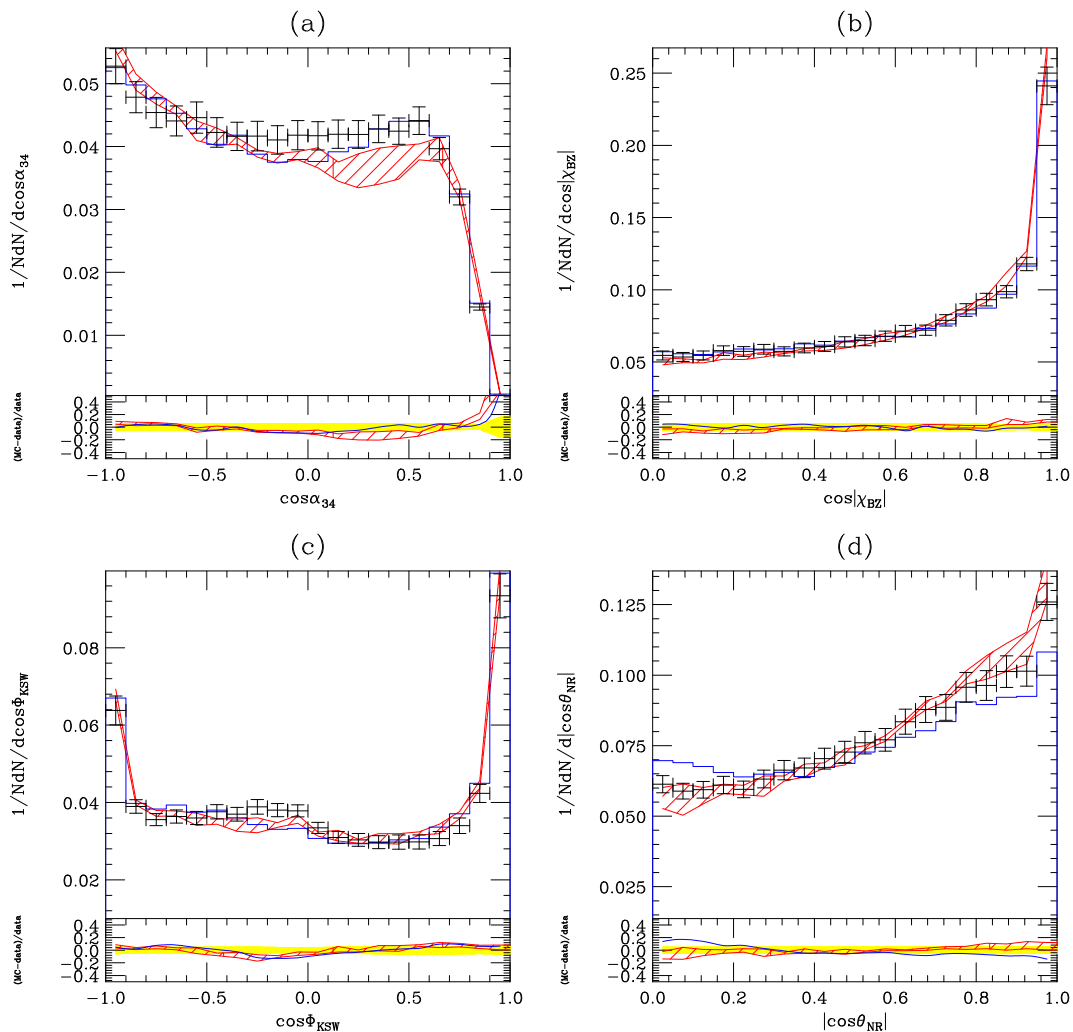 (a)
1/NdN/dcosα34
0.05
0.04
0.03
0.02
0.01
(MC-data)/data
0.4
0.2
0.0
−0.2
−0.4
−1.0 −0.5 0.0 0.5 1.0
cosα34
(b)
1/NdN/dcos|χBZ|
0.25
0.20
0.15
0.10
0.05
(MC-data)/data
0.4
0.2
0.0
−0.2
−0.4
0.0 0.2 0.4 0.6 0.8 1.0
cos|χBZ|
(c)
1/NdN/dcosΦKSW
0.08
0.06
0.04
0.02
(MC-data)/data
0.4
0.2
0.0
−0.2
−0.4
−1.0 −0.5 0.0 0.5 1.0
cosΦKSW
(d)
1/NdN/d|cosθNR|
0.125
0.100
0.075
0.050
0.025
(MC-data)/data
0.4
0.2
0.0
−0.2
−0.4
0.0 0.2 0.4 0.6 0.8 1.0
|cosθNR|